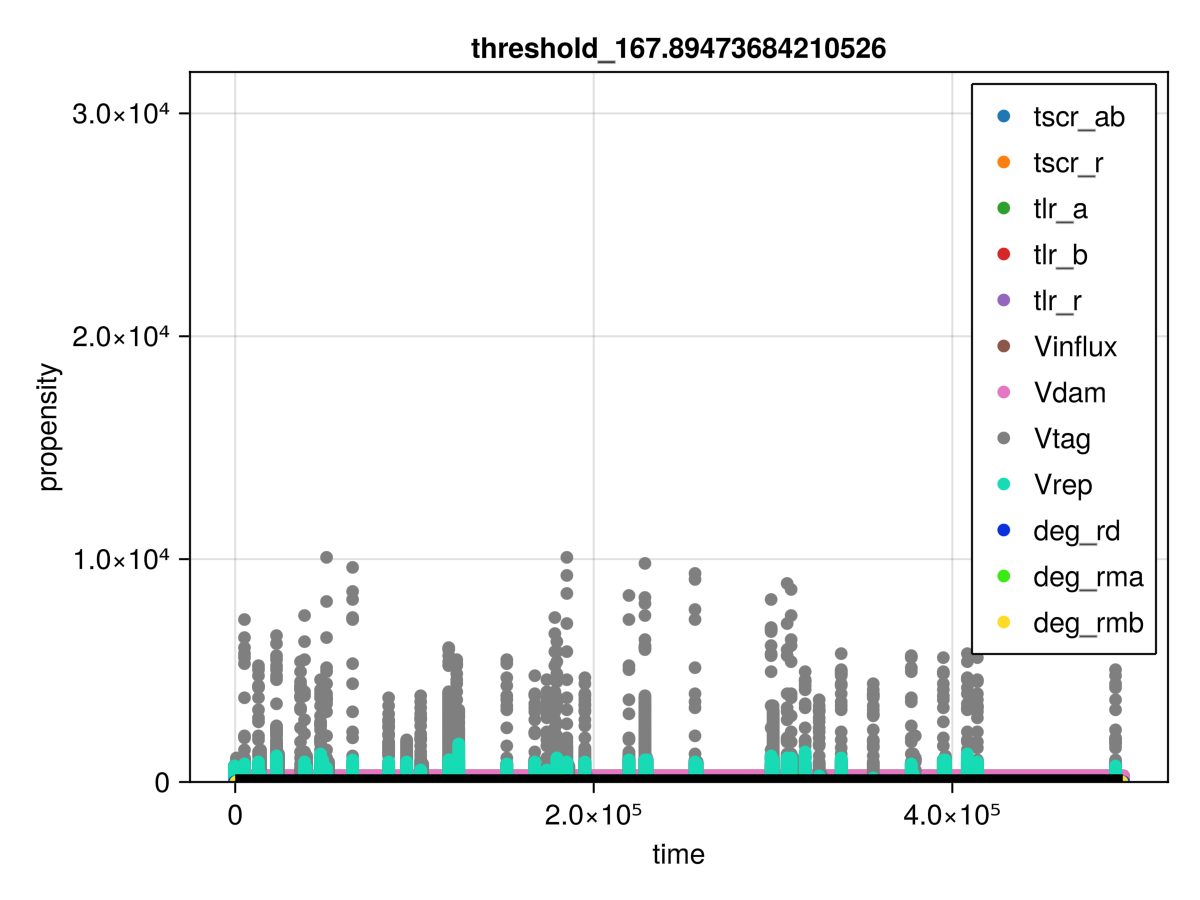 threshold_167.89473684210526
3.0×10⁴
2.0×10⁴
1.0×10⁴
0
propensity
0
2.0×10⁵
4.0×10⁵
time
tscr_ab
tscr_r
tlr_a
tlr_b
tlr_r
Vinflux
Vdam
Vtag
Vrep
deg_rd
deg_rma
deg_rmb